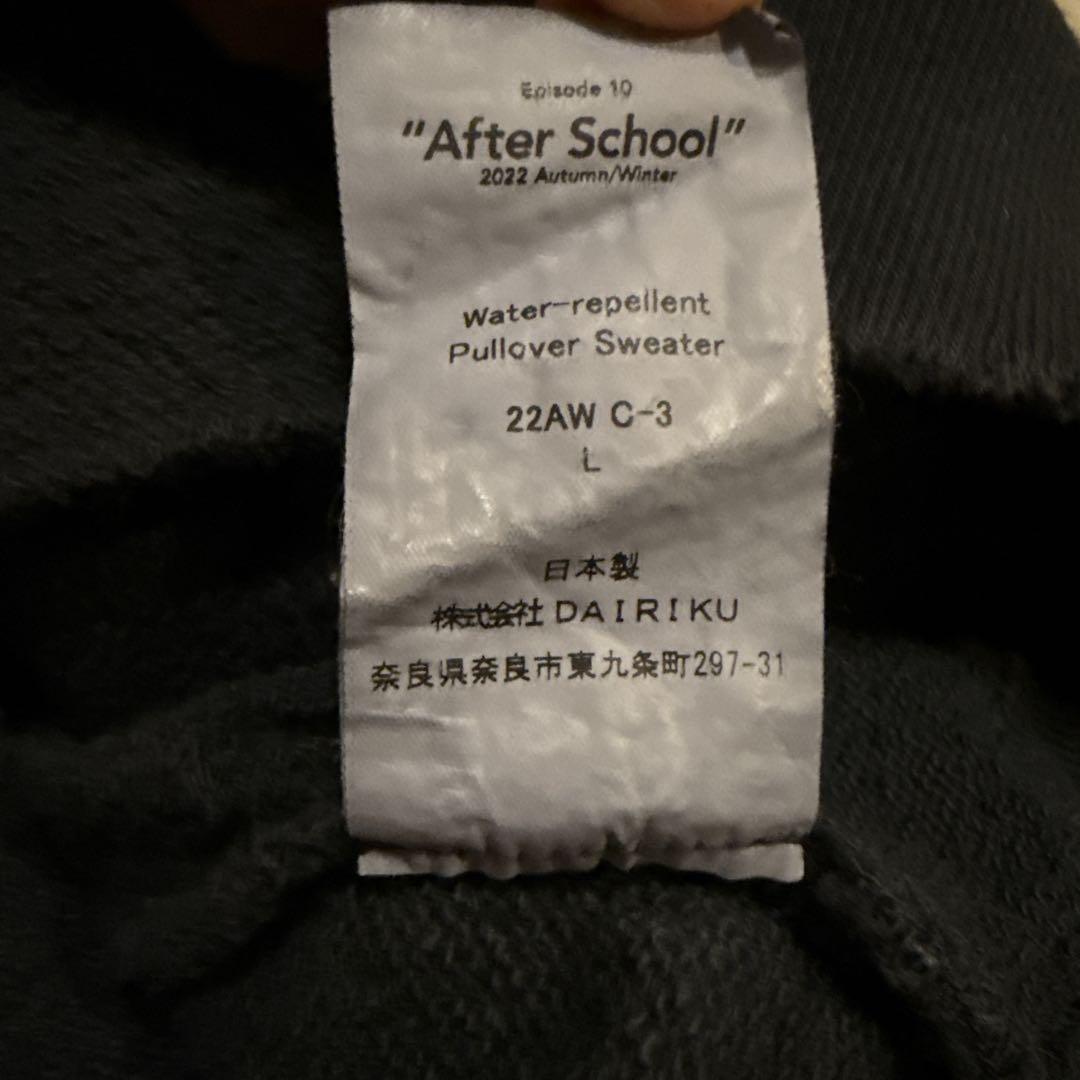 Episode 10
"After School"
2022 Autumn/Winter
Water-repellent
Pullover Sweater
22AW C-3
L
日本製
株式会社 DAIRIKU
奈良県奈良市東九条町297-31